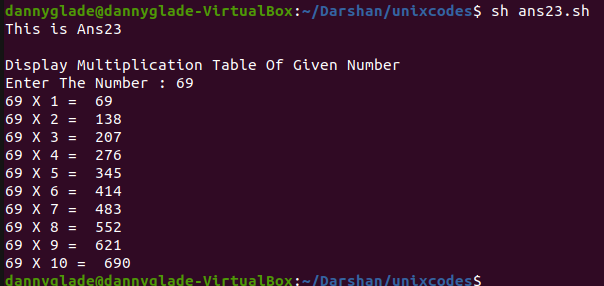 dannyglade@dannyglade-VirtualBox:~/Darshan/unixcodes$ sh ans23.sh
This is Ans23

Display Multiplication Table Of Given Number
Enter The Number : 69
69 X 1 =  69
69 X 2 =  138
69 X 3 =  207
69 X 4 =  276
69 X 5 =  345
69 X 6 =  414
69 X 7 =  483
69 X 8 =  552
69 X 9 =  621
69 X 10 =  690
dannyglade@dannyglade-VirtualBox:~/Darshan/unixcodes$